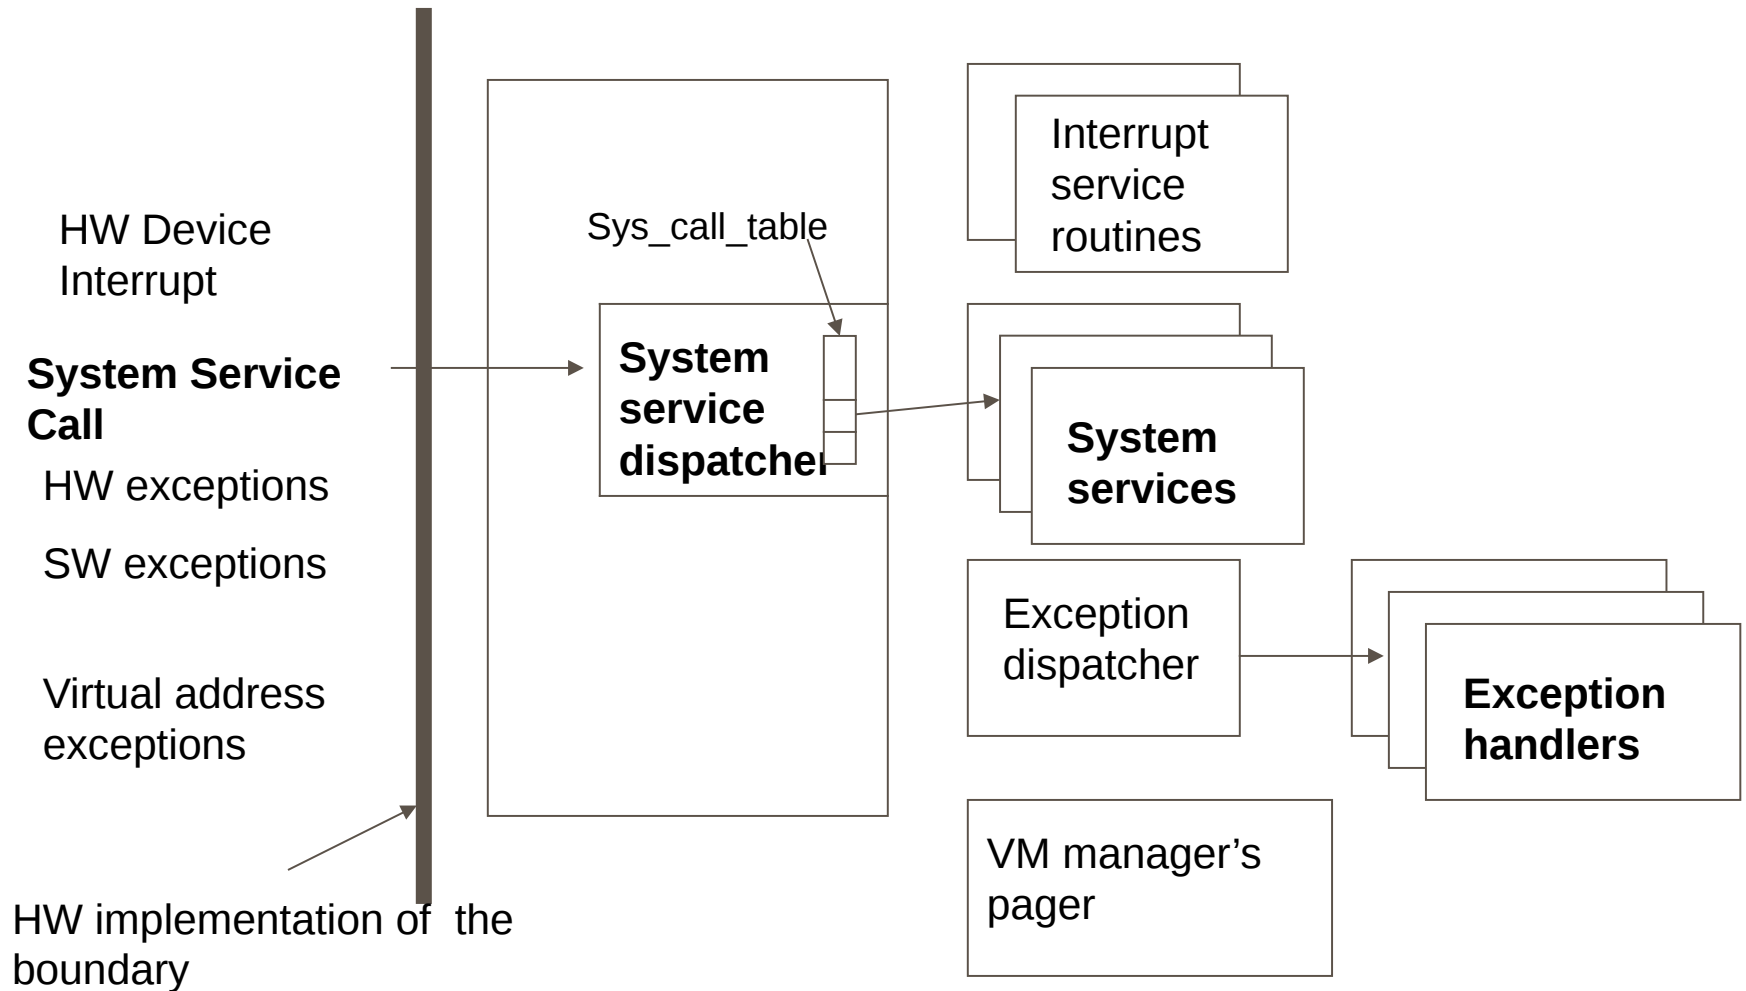 HW Device
Interrupt
System Service
Call
HW exceptions
SW exceptions
Virtual address
exceptions
HW implementation of  the
boundary
Sys_call_table
System
service
dispatcher
Interrupt
service
routines
System
services
Exception
dispatcher
Exception
handlers
VM manager’s
pager